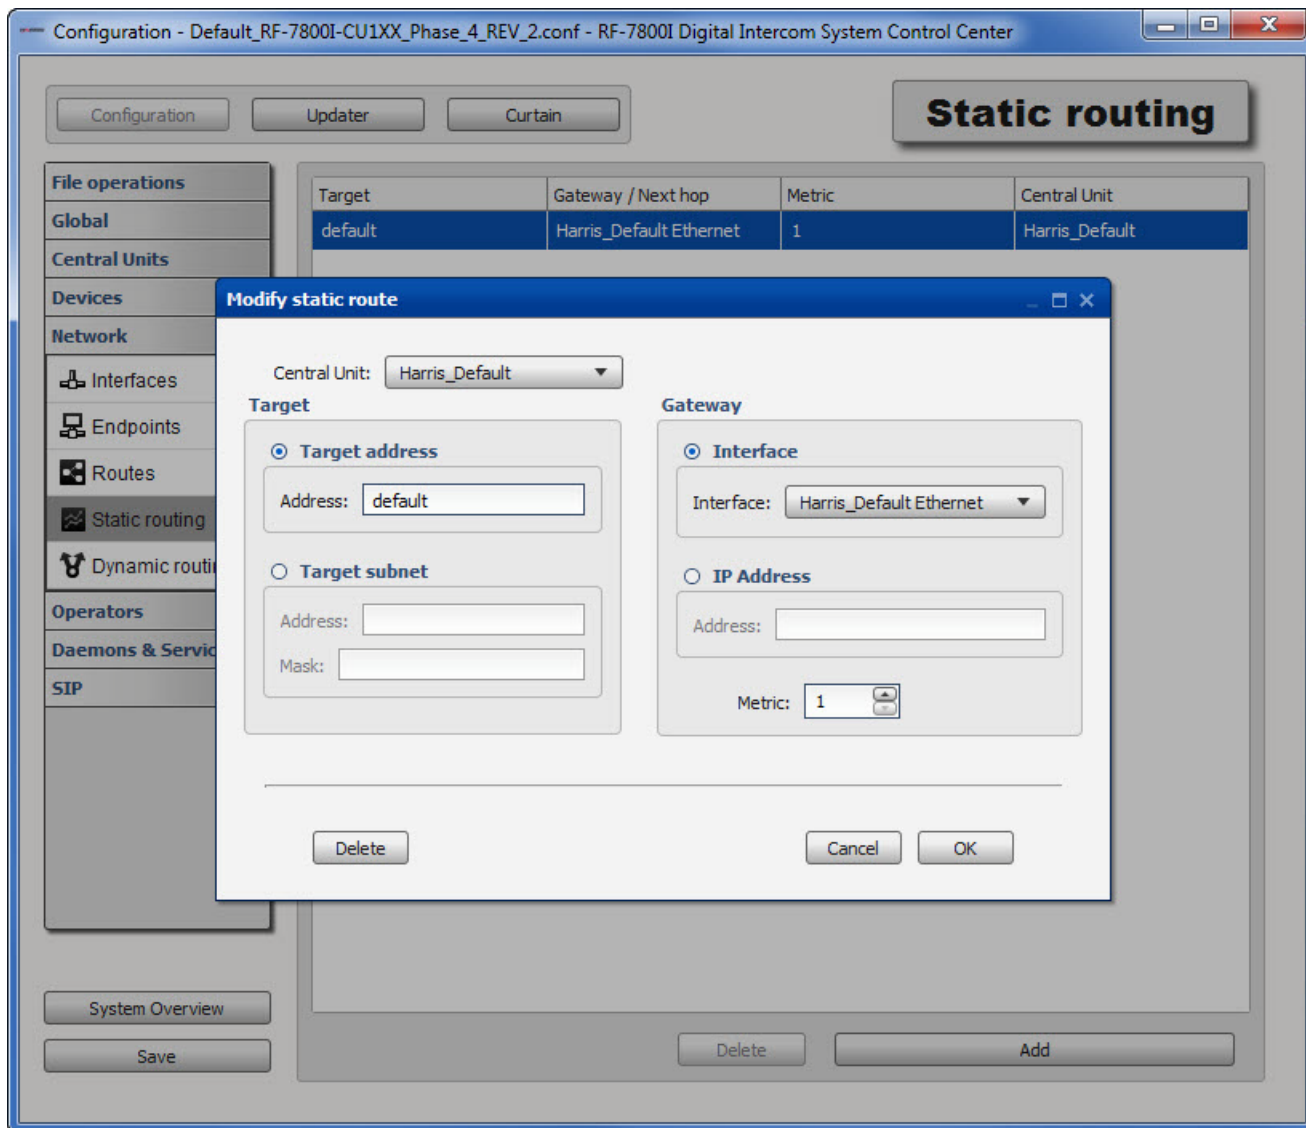 Configuration - Default_RF-7800I-CU1XX_Phase_4_REV_2.conf - RF-7800I Digital Intercom System Control Center
Configuration Updater Curtain
Static routing
File operations
Global
Central Units
Devices
Network
Interfaces
Endpoints
Routes
Static routing
Dynamic routi
Operators
Daemons & Servic
SIP
System Overview
Save
Target Gateway / Next hop Metric Central Unit
default Harris_Default Ethernet 1 Harris_Default
Modify static route
Central Unit: Harris_Default
Target
Target address
Address: default
Target subnet
Address:
Mask:
Gateway
Interface
Interface: Harris_Default Ethernet
IP Address
Address:
Metric: 1
Delete Cancel OK
Delete Add